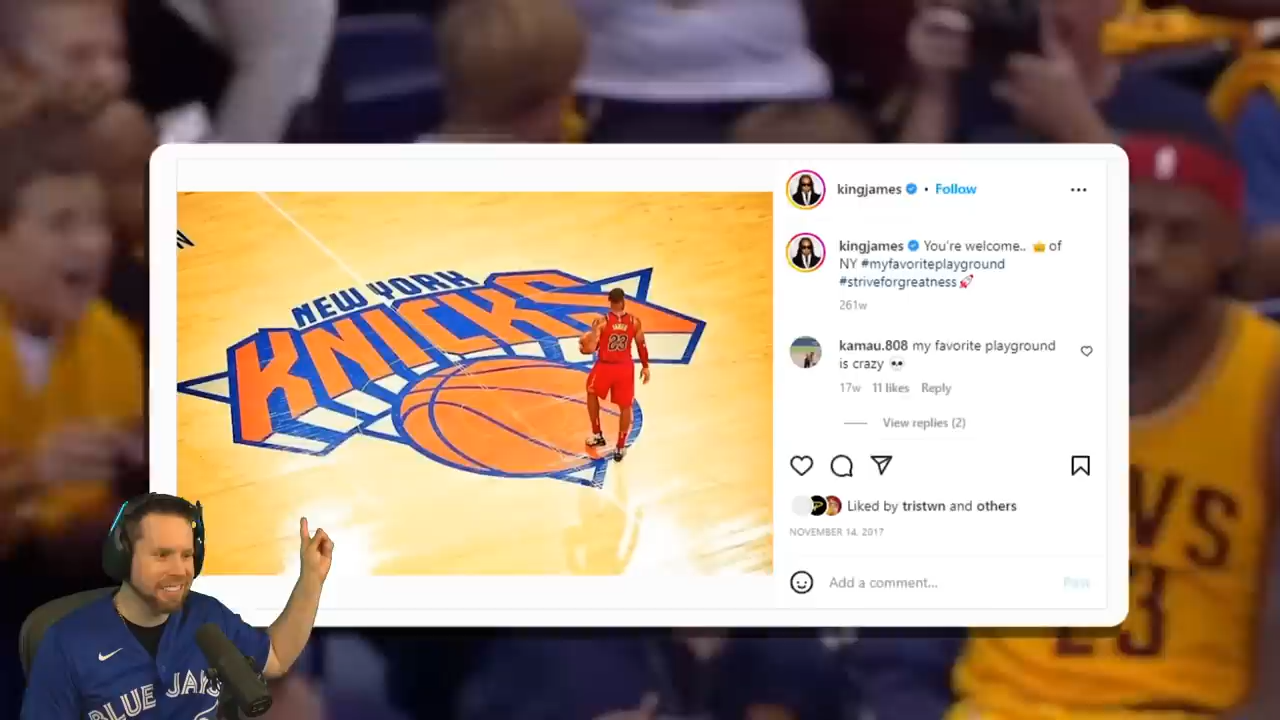 kingjames • Follow
kingjames You're welcome.. of
NY #myfavoriteplayground
#striveforgreatness
261w
kamau.808 my favorite playground
is crazy
17w 11 likes Reply
View replies (2)
Liked by tristwn and others
NOVEMBER 14, 2017
Add a comment... Post
NEW YORK
KNICKS
JAMES
23
N
BLUE JAYS
VS
23